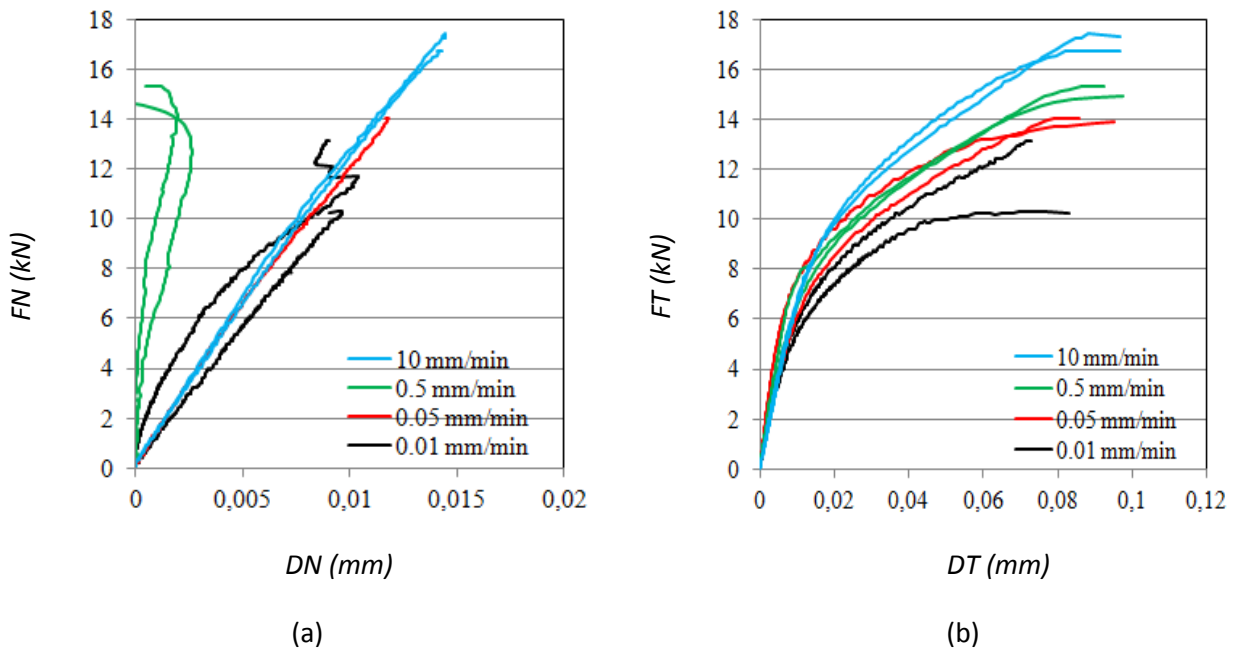 18
16
14
12
10
8
6
4
2
0
FN (kN)
10 mm/min
0.5 mm/min
0.05 mm/min
0.01 mm/min
0
0,005
0,01
0,015
0,02
DN (mm)
(a)
18
16
14
12
10
8
6
4
2
0
FT (kN)
10 mm/min
0.5 mm/min
0.05 mm/min
0.01 mm/min
0
0,02
0,04
0,06
0,08
0,1
0,12
DT (mm)
(b)